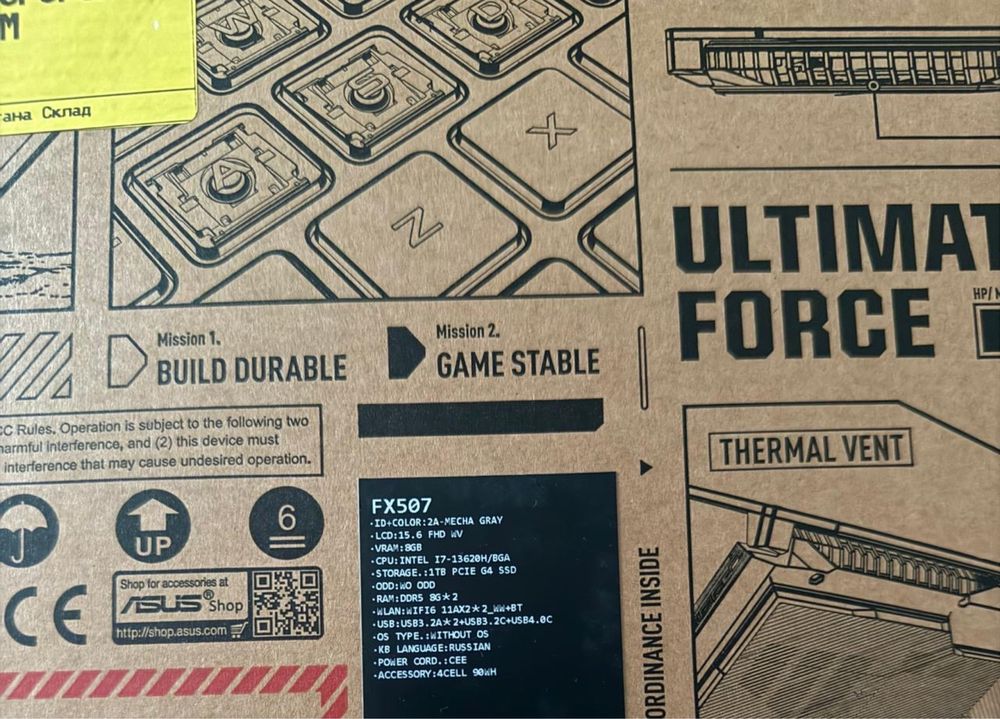 M
ана Склад
W
D
S
A
X
Z
Mission 1.
BUILD DURABLE
Mission 2.
GAME STABLE
ULTIMAT
FORCE
HP/
THERMAL VENT
CC Rules. Operation is subject to the following two
harmful interference, and (2) this device must
interference that may cause undesired operation.
UP
6
CE
Shop for accessories at
ASUS® Shop
http://shop.asus.com
FX507
·ID+COLOR:2A-MECHA GRAY
·LCD:15.6 FHD WV
·VRAM:8GB
·CPU:INTEL I7-13620H/BGA
·STORAGE.:1TB PCIE G4 SSD
·ODD:WO ODD
·RAM:DDR5 8G*2
·WLAN:WIFI6 11AX2*2_WW+BT
·USB:USB3.2A*2+USB3.2C+USB4.0C
·OS TYPE.:WITHOUT OS
·KB LANGUAGE:RUSSIAN
·POWER CORD.:CEE
·ACCESSORY:4CELL 90WH
ORDINANCE INSIDE